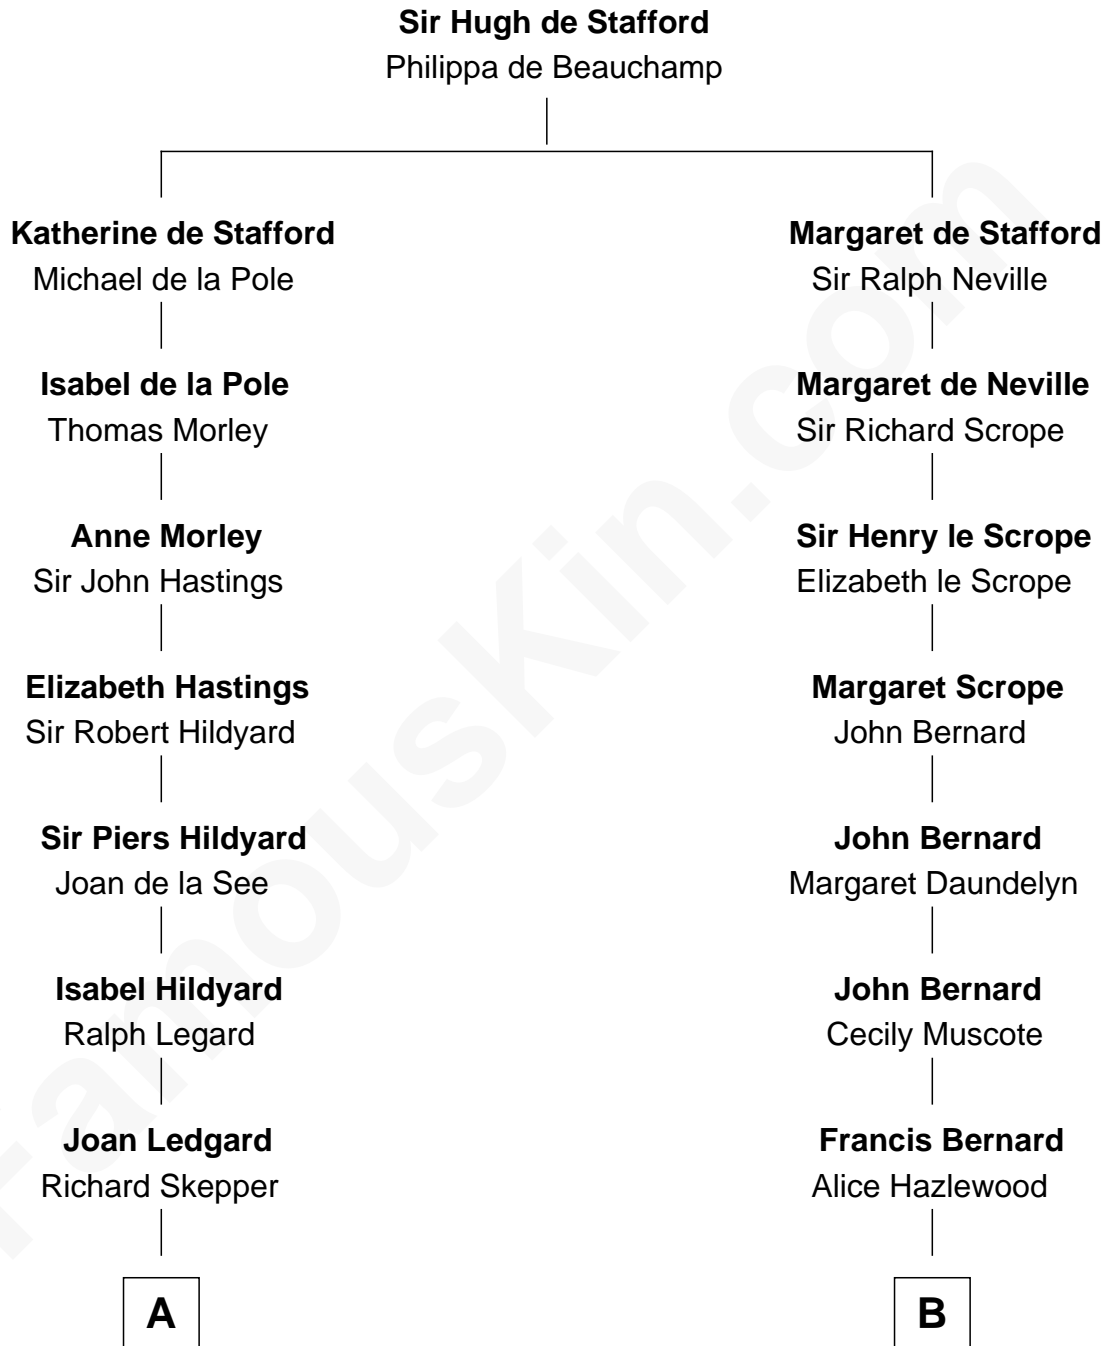 Sir Hugh de Stafford
Philippa de Beauchamp
Katherine de Stafford
Michael de la Pole
Margaret de Stafford
Sir Ralph Neville
Isabel de la Pole
Thomas Morley
Margaret de Neville
Sir Richard Scrope
Anne Morley
Sir John Hastings
Sir Henry le Scrope
Elizabeth le Scrope
Elizabeth Hastings
Sir Robert Hildyard
Margaret Scrope
John Bernard
Sir Piers Hildyard
Joan de la See
John Bernard
Margaret Daundelyn
Isabel Hildyard
Ralph Legard
John Bernard
Cecily Muscote
Joan Ledgard
Richard Skepper
Francis Bernard
Alice Hazlewood
A
B
FamousKin.com